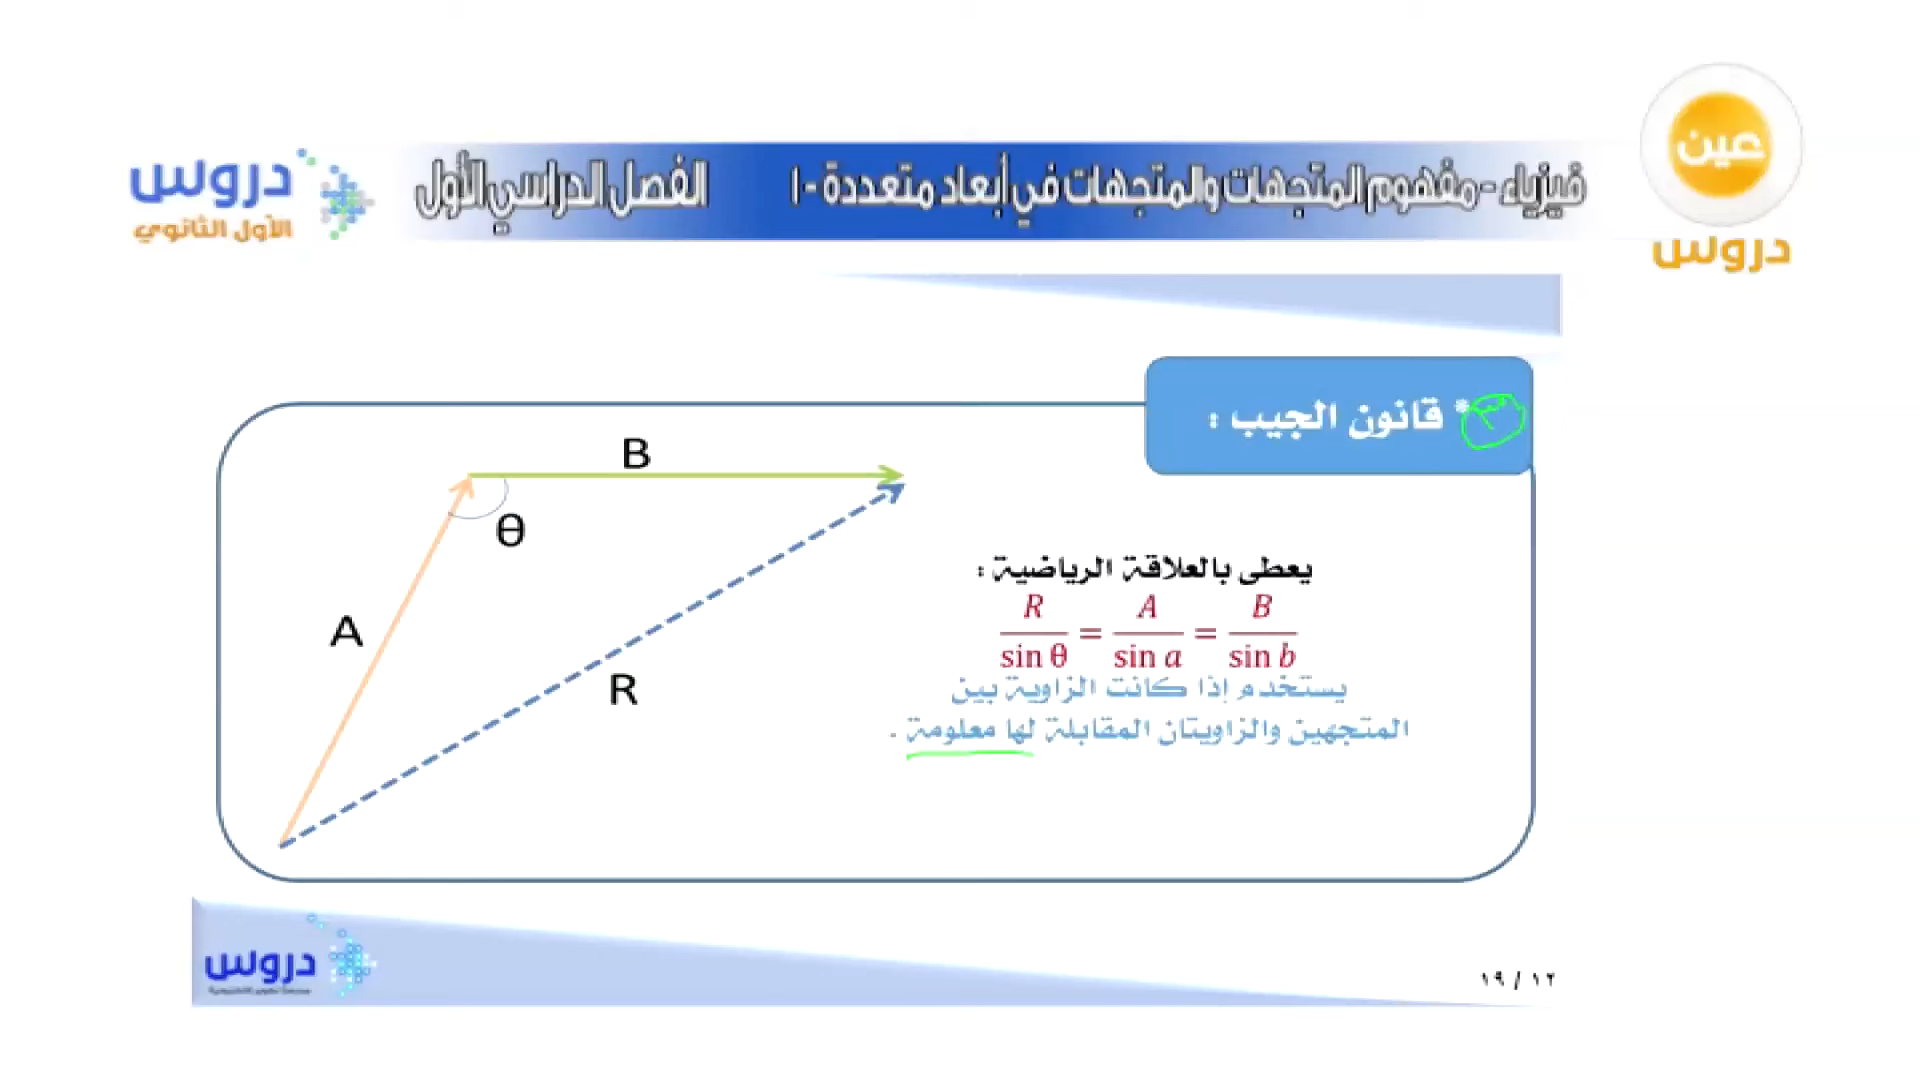 عين
دروس
فيزياء - مفهوم المتجهات والمتجهات في أبعاد متعددة - ١
الفصل الدراسي الأول
دروس
الأول الثانوي
٣ * قانون الجيب :
B
θ
A
R
يعطى بالعلاقة الرياضية :
R/sin θ = A/sin a = B/sin b
يستخدم إذا كانت الزاوية بين
المتجهين والزاويتان المقابلة لها معلومة .
دروس
١٩ / ١٢